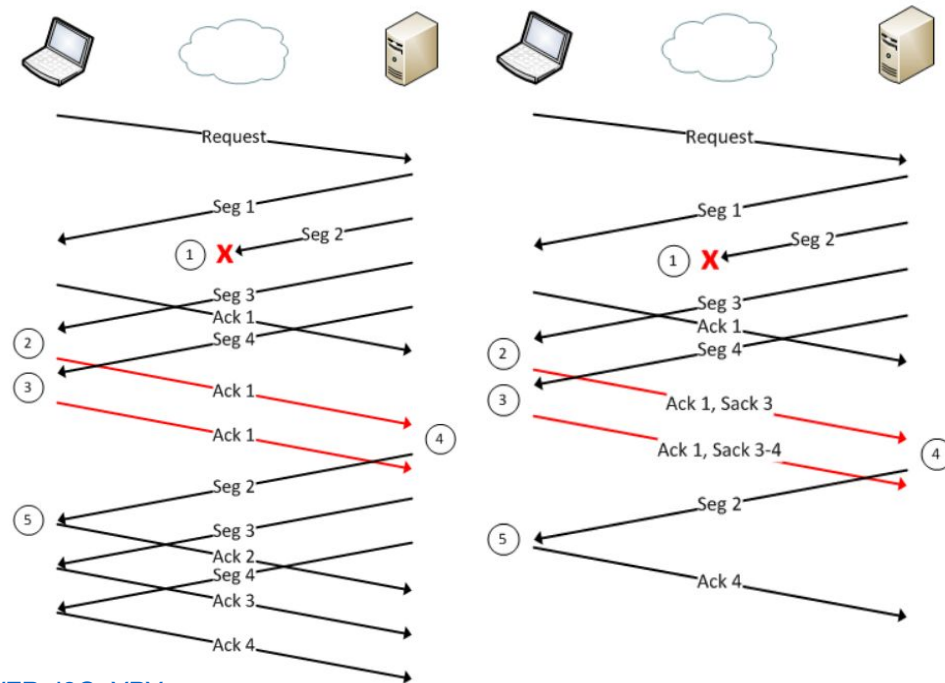 Request
Seg 1
Seg 2
1
X
Seg 3
Ack 1
Seg 4
2
3
Ack 1
Ack 1
4
Seg 2
5
Seg 3
Ack 2
Seg 4
Ack 3
Ack 4
Request
Seg 1
Seg 2
1
X
Seg 3
Ack 1
Seg 4
2
3
Ack 1, Sack 3
Ack 1, Sack 3-4
4
Seg 2
5
Ack 4